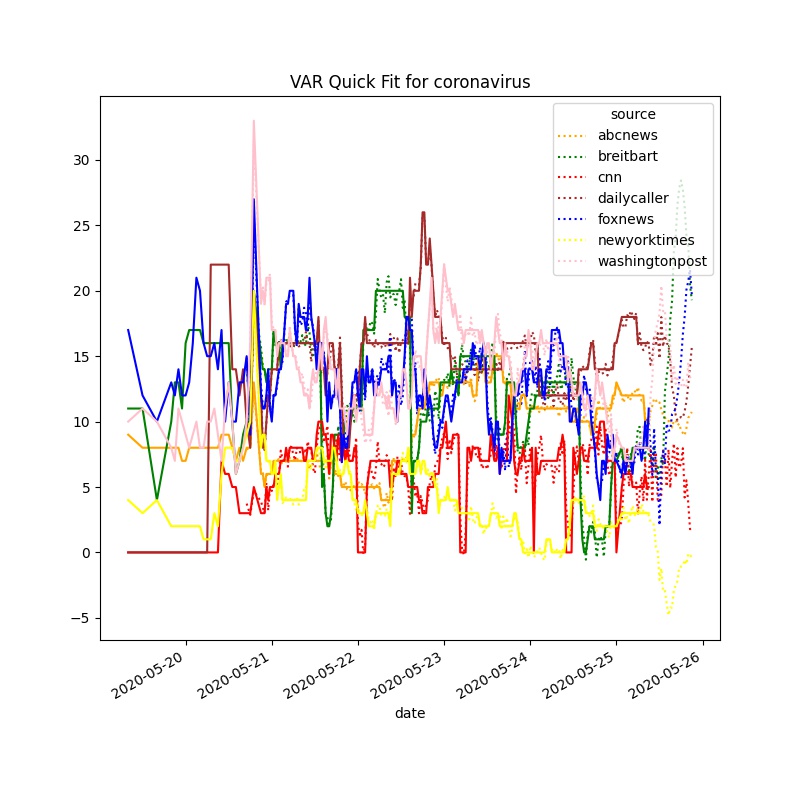 VAR Quick Fit for coronavirus
source
abcnews
breitbart
cnn
dailycaller
foxnews
newyorktimes
washingtonpost
30
25
20
15
10
5
0
−5
2020-05-20
2020-05-21
2020-05-22
2020-05-23
2020-05-24
2020-05-25
2020-05-26
date